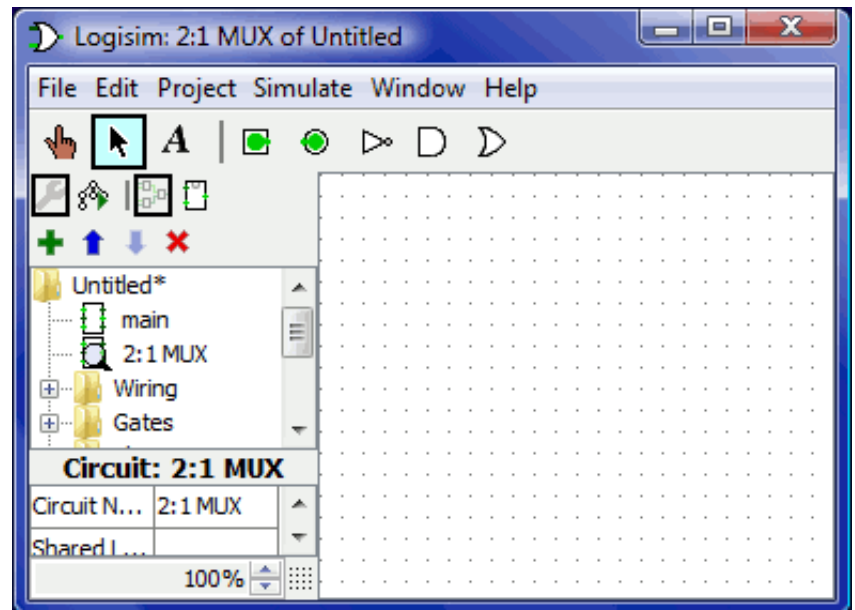 Logisim: 2:1 MUX of Untitled
File Edit Project Simulate Window Help
A
Untitled*
main
2:1 MUX
Wiring
Gates
Circuit: 2:1 MUX
Circuit N... 2:1 MUX
Shared L...
100%